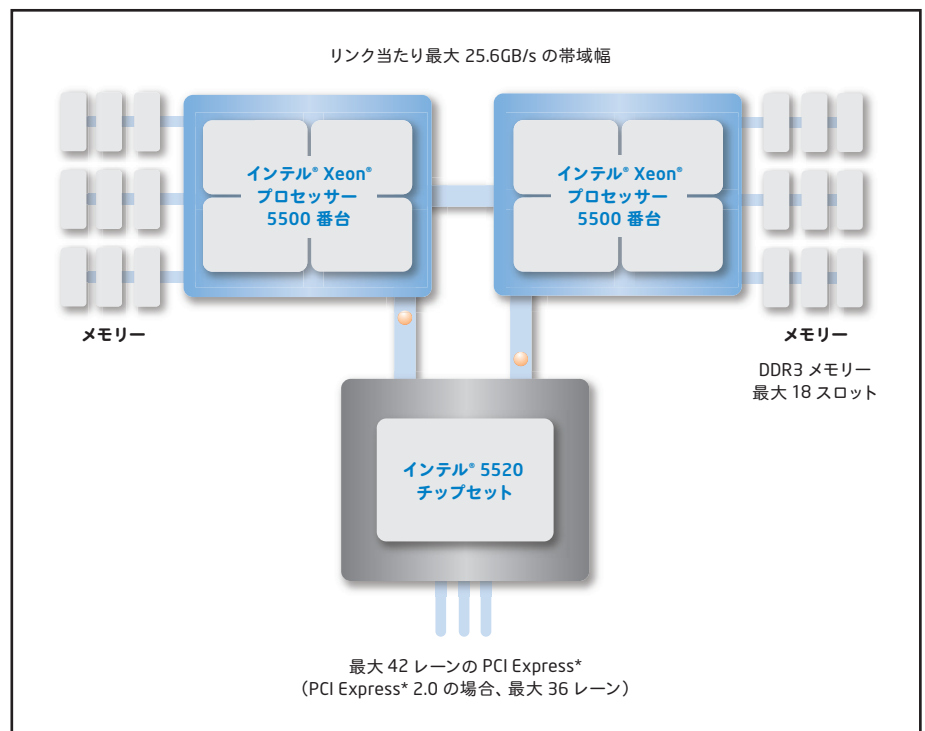 リンク当たり最大 25.6GB/s の帯域幅
インテル® Xeon®
プロセッサー
5500 番台
インテル® Xeon®
プロセッサー
5500 番台
メモリー
メモリー
DDR3 メモリー
最大 18 スロット
インテル® 5520
チップセット
最大 42 レーンの PCI Express*
（PCI Express* 2.0 の場合、最大 36 レーン）